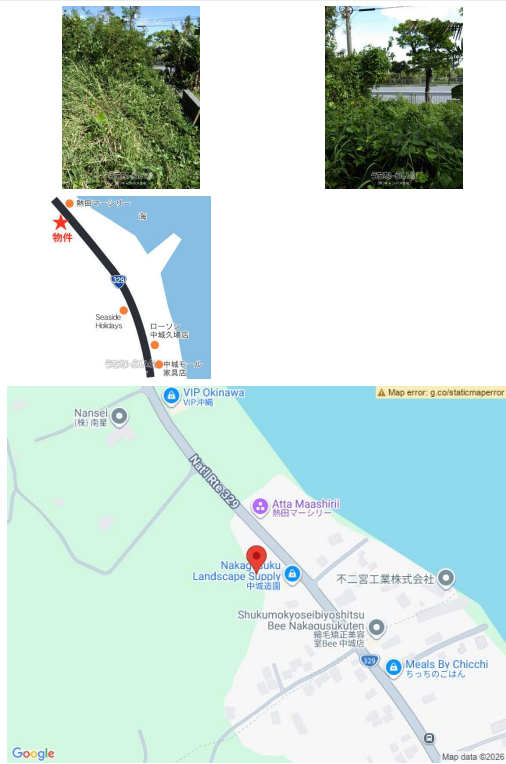 熱田マーシリー
海
物件
329
Seaside
Holidays
ローソン
中城久場店
中城モール
家具店
VIP Okinawa
VIP沖縄
Map error: g.co/staticmaperror
Nansei
(株) 南星
Nat'l Rte 329
Atta Maashirii
熱田マーシリー
Nakagusuku
Landscape Supply
中城造園
不二宮工業株式会社
Shukumokyoseibiyoshitsu
Bee Nakagusukuten
縮毛矯正美容
室Bee 中城店
329
Meals By Chicchi
ちっちのごはん
Google
Map data ©2026